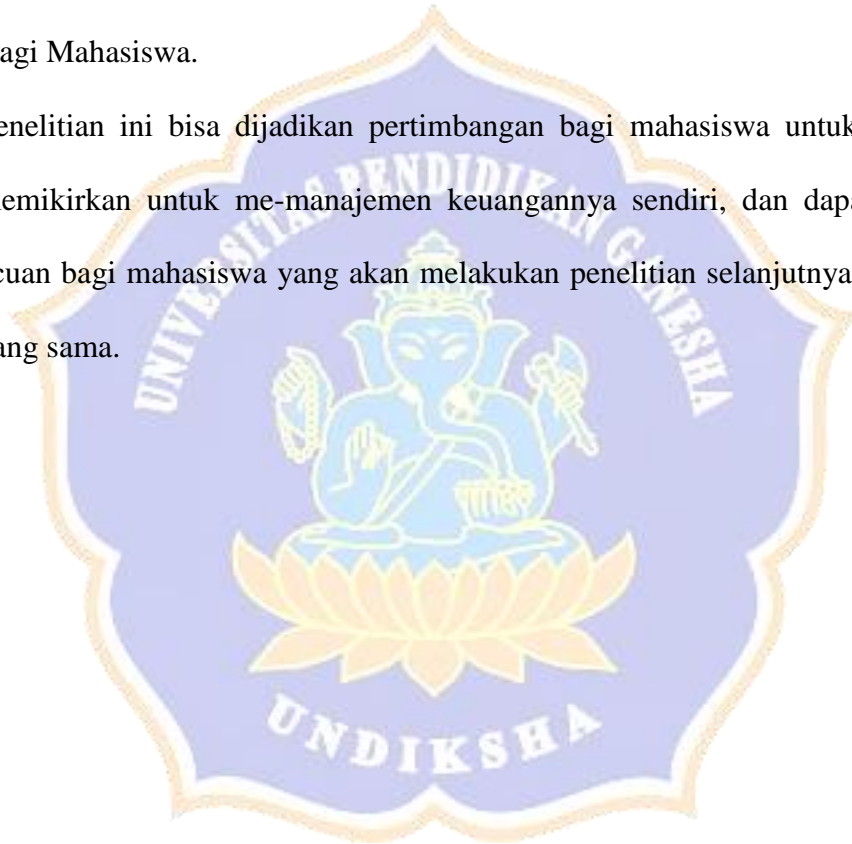 agi Mahasiswa.
enelitian ini bisa dijadikan pertimbangan bagi mahasiswa untuk
emikirkan untuk me-manajemen keuangannya sendiri, dan dapa
cuan bagi mahasiswa yang akan melakukan penelitian selanjutnya
ang sama.
UNIVERSITAS PENDIDIKAN GANESHA
UNDIKSHA